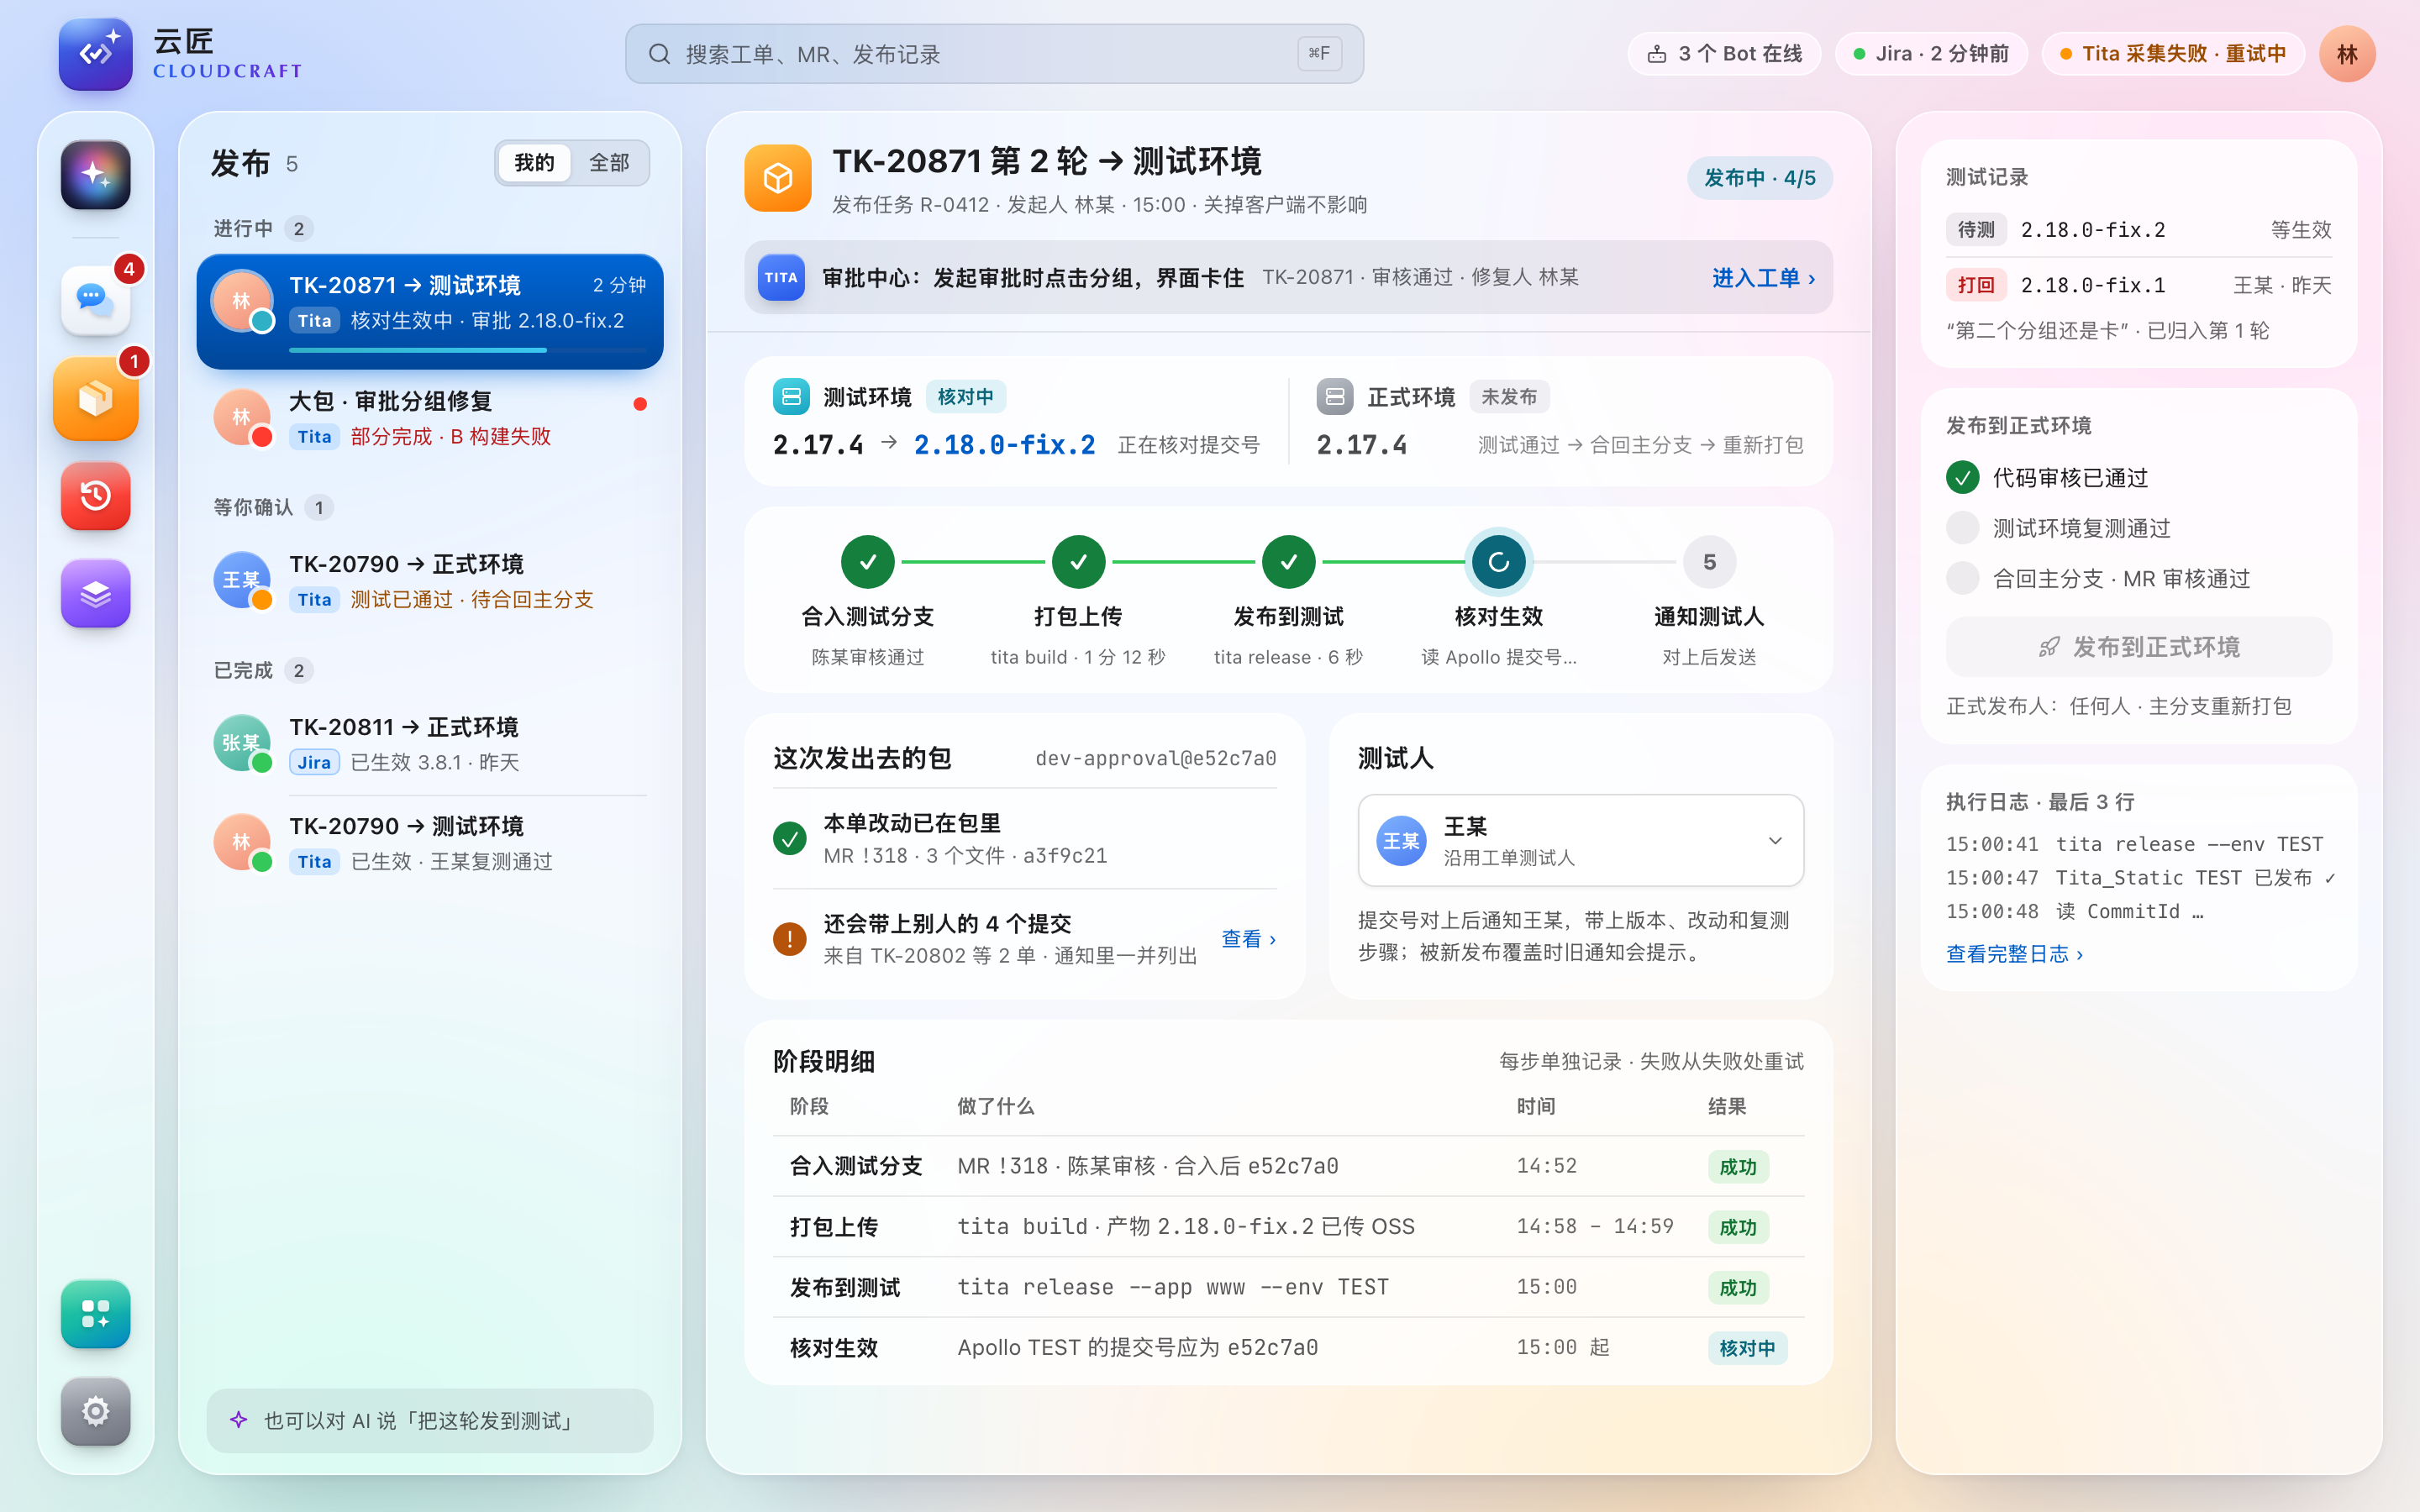 云匠
CLOUDCRAFT
搜索工单、MR、发布记录
⌘F
3 个 Bot 在线
Jira · 2 分钟前
Tita 采集失败 · 重试中
林
4
1
发布 5
我的
全部
进行中 2
林
TK-20871 → 测试环境
2 分钟
Tita 核对生效中 · 审批 2.18.0-fix.2
林
大包 · 审批分组修复
Tita 部分完成 · B 构建失败
等你确认 1
王某
TK-20790 → 正式环境
Tita 测试已通过 · 待合回主分支
已完成 2
张某
TK-20811 → 正式环境
Jira 已生效 3.8.1 · 昨天
林
TK-20790 → 测试环境
Tita 已生效 · 王某复测通过
也可以对 AI 说「把这轮发到测试」
TK-20871 第 2 轮 → 测试环境
发布任务 R-0412 · 发起人 林某 · 15:00 · 关掉客户端不影响
发布中 · 4/5
TITA
审批中心：发起审批时点击分组，界面卡住
TK-20871 · 审核通过 · 修复人 林某
进入工单 ›
测试环境 核对中
2.17.4 → 2.18.0-fix.2 正在核对提交号
正式环境 未发布
2.17.4 测试通过 → 合回主分支 → 重新打包
合入测试分支
陈某审核通过
打包上传
tita build · 1 分 12 秒
发布到测试
tita release · 6 秒
核对生效
读 Apollo 提交号...
5
通知测试人
对上后发送
这次发出去的包
dev-approval@e52c7a0
本单改动已在包里
MR !318 · 3 个文件 · a3f9c21
还会带上别人的 4 个提交
来自 TK-20802 等 2 单 · 通知里一并列出
查看 ›
测试人
王某
王某
沿用工单测试人
提交号对上后通知王某，带上版本、改动和复测
步骤；被新发布覆盖时旧通知会提示。
阶段明细
每步单独记录 · 失败从失败处重试
阶段 做了什么 时间 结果
合入测试分支 MR !318 · 陈某审核 · 合入后 e52c7a0 14:52 成功
打包上传 tita build · 产物 2.18.0-fix.2 已传 OSS 14:58 – 14:59 成功
发布到测试 tita release --app www --env TEST 15:00 成功
核对生效 Apollo TEST 的提交号应为 e52c7a0 15:00 起 核对中
测试记录
待测 2.18.0-fix.2 等生效
打回 2.18.0-fix.1 王某 · 昨天
“第二个分组还是卡” · 已归入第 1 轮
发布到正式环境
代码审核已通过
测试环境复测通过
合回主分支 · MR 审核通过
发布到正式环境
正式发布人：任何人 · 主分支重新打包
执行日志 · 最后 3 行
15:00:41 tita release --env TEST
15:00:47 Tita_Static TEST 已发布 ✓
15:00:48 读 CommitId …
查看完整日志 ›